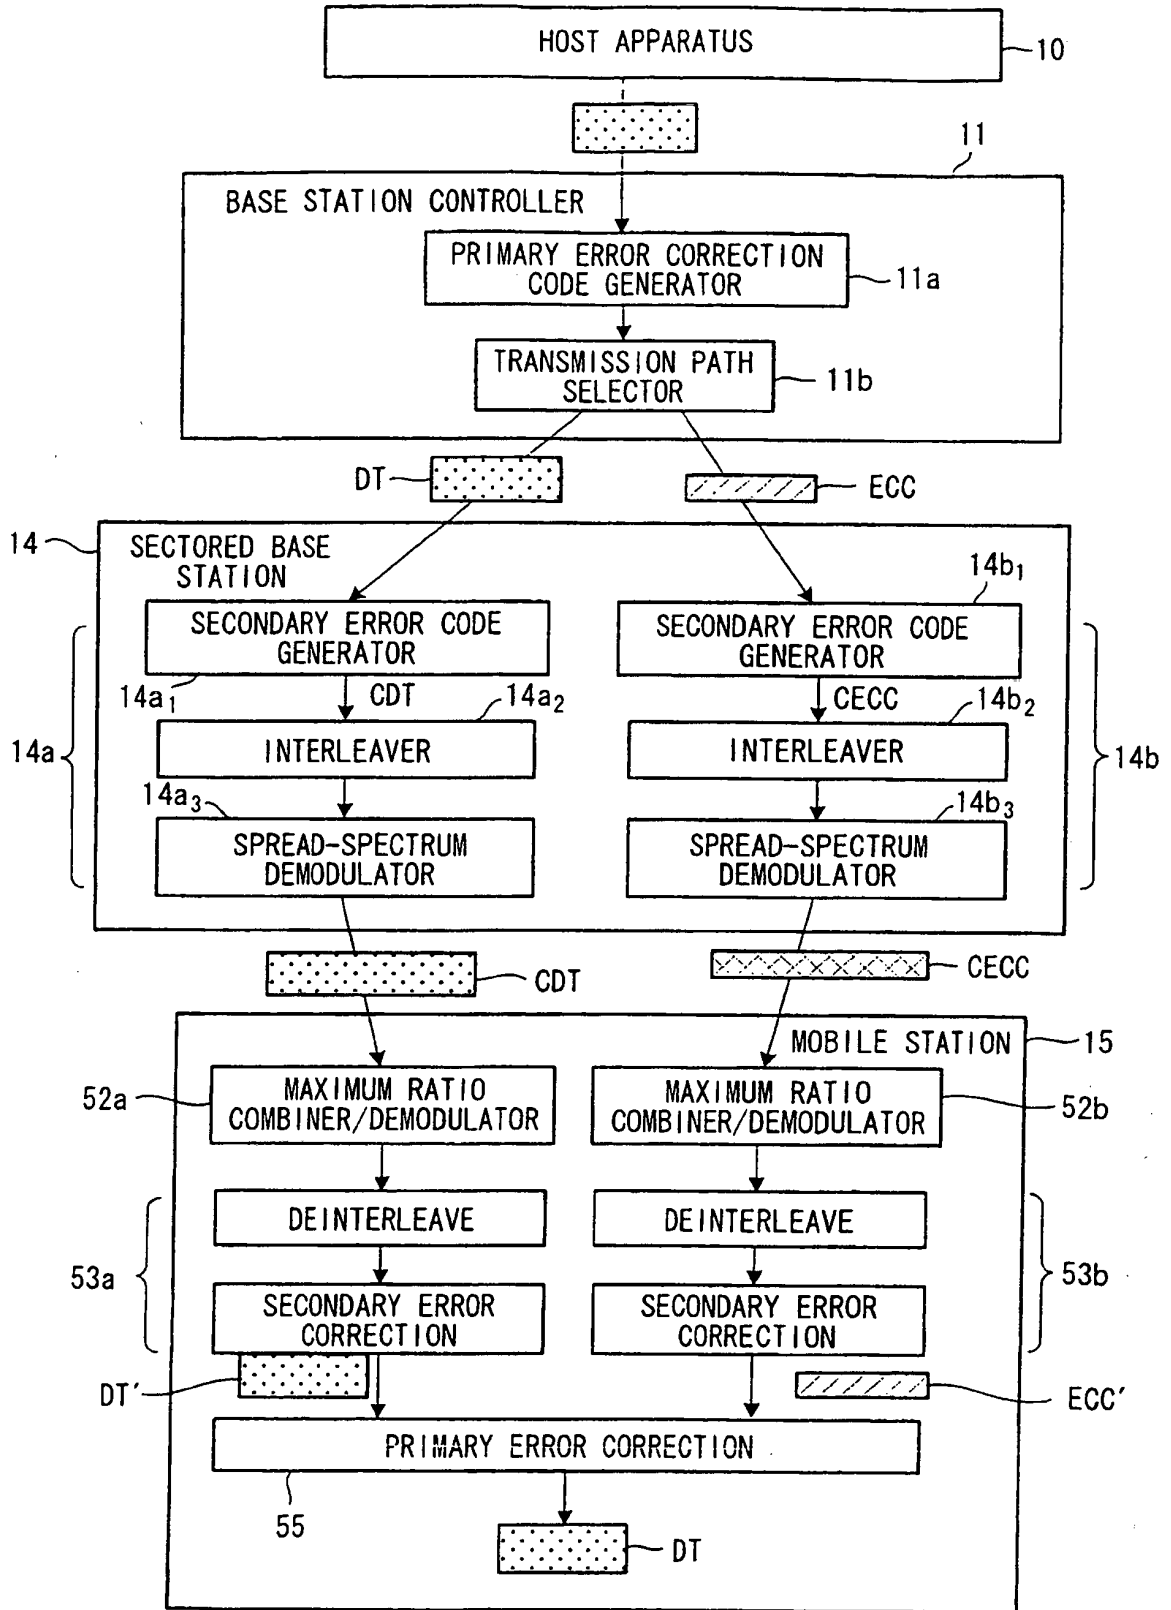 HOST APPARATUS
10
11
BASE STATION CONTROLLER
PRIMARY ERROR CORRECTION
CODE GENERATOR
11a
TRANSMISSION PATH
SELECTOR
11b
DT
ECC
14
SECTORED BASE
STATION
14b1
SECONDARY ERROR CODE
GENERATOR
SECONDARY ERROR CODE
GENERATOR
14a1
CDT
14a2
CECC
14b2
14a
INTERLEAVER
INTERLEAVER
14b
14a3
14b3
SPREAD-SPECTRUM
DEMODULATOR
SPREAD-SPECTRUM
DEMODULATOR
CDT
CECC
MOBILE STATION
15
52a
MAXIMUM RATIO
COMBINER/DEMODULATOR
MAXIMUM RATIO
COMBINER/DEMODULATOR
52b
DEINTERLEAVE
DEINTERLEAVE
53a
53b
SECONDARY ERROR
CORRECTION
SECONDARY ERROR
CORRECTION
DT′
ECC′
PRIMARY ERROR CORRECTION
55
DT